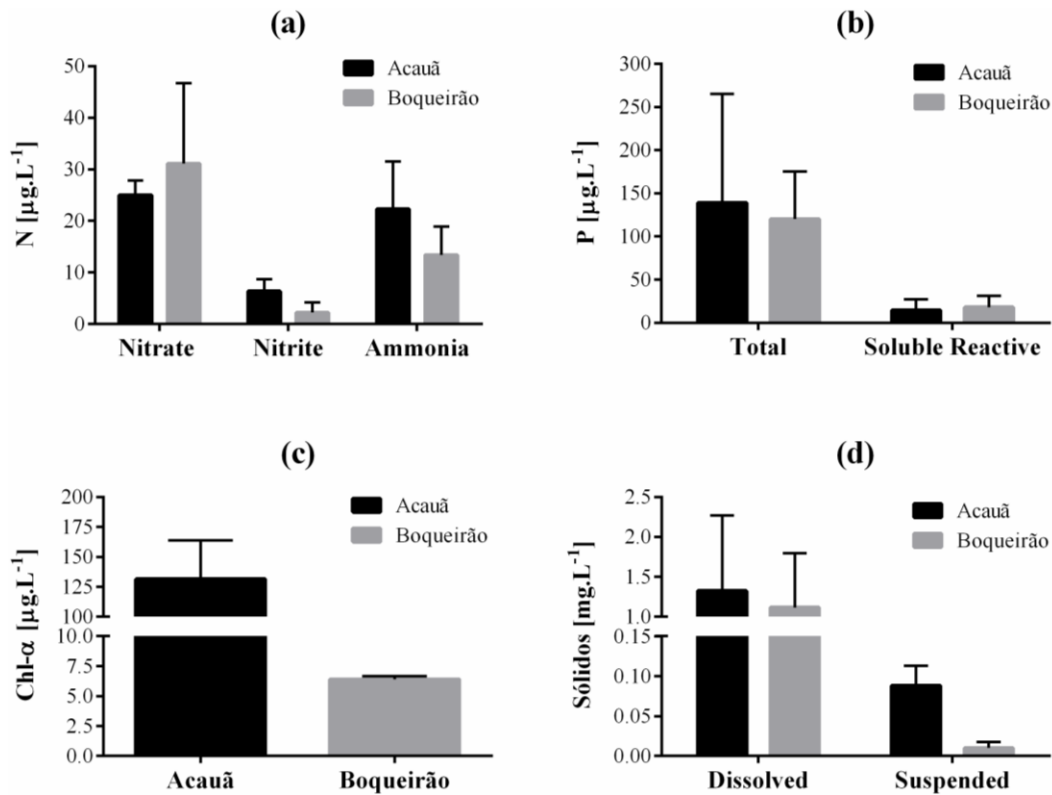 (a)
N [µg.L⁻¹]
50
40
30
20
10
0
Acauã
Boqueirão
Nitrate Nitrite Ammonia
(b)
P [µg.L⁻¹]
300
250
200
150
100
50
0
Acauã
Boqueirão
Total Soluble Reactive
(c)
Chl-α [µg.L⁻¹]
200
175
150
125
100
10.0
7.5
5.0
2.5
0.0
Acauã
Boqueirão
Acauã Boqueirão
(d)
Sólidos [mg.L⁻¹]
2.5
2.0
1.5
1.0
0.15
0.10
0.05
0.00
Acauã
Boqueirão
Dissolved Suspended